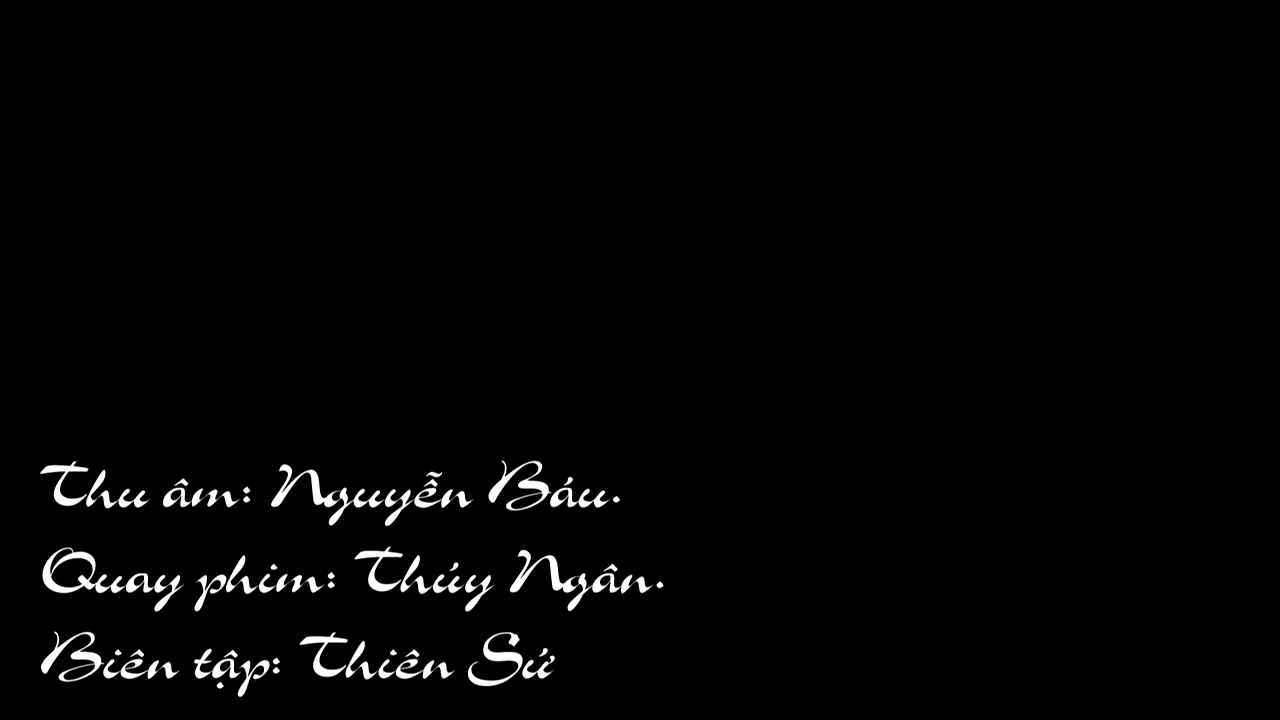 Thu âm: Nguyễn Báu.
Quay phim: Thúy Ngân.
Biên tập: Thiên Sứ